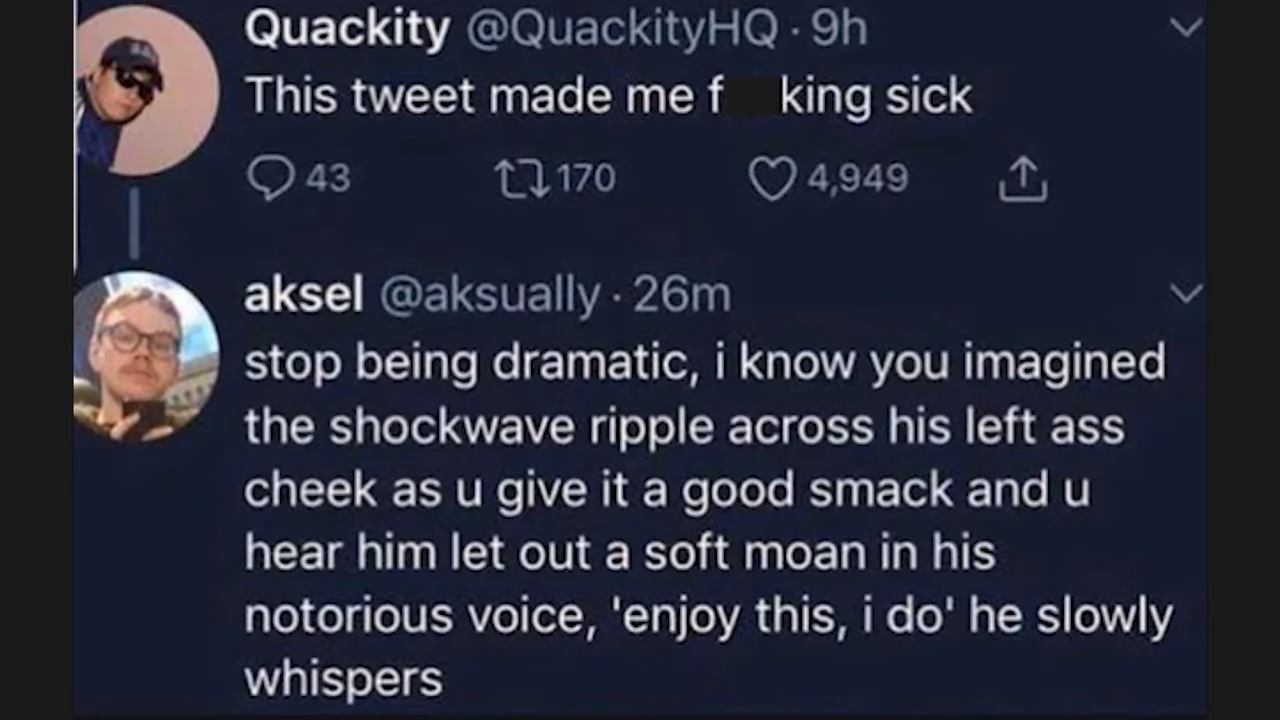 Quackity @QuackityHQ · 9h
This tweet made me f king sick
43 170 4,949
aksel @aksually · 26m
stop being dramatic, i know you imagined
the shockwave ripple across his left ass
cheek as u give it a good smack and u
hear him let out a soft moan in his
notorious voice, 'enjoy this, i do' he slowly
whispers